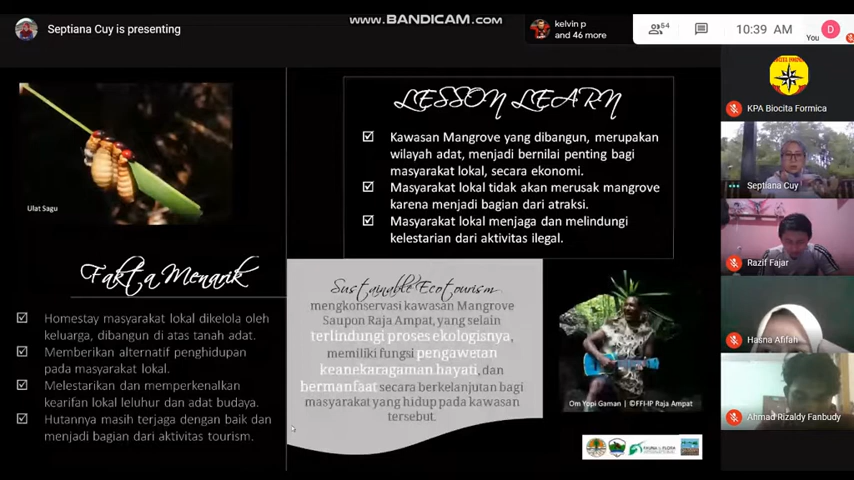 WWW.BANDICAM.COM
Septiana Cuy is presenting
kelvin p
and 46 more
54
10:39 AM
You
D
Ulat Sagu
LESSON LEARN
Kawasan Mangrove yang dibangun, merupakan
wilayah adat, menjadi bernilai penting bagi
masyarakat lokal, secara ekonomi.
Masyarakat lokal tidak akan merusak mangrove
karena menjadi bagian dari atraksi.
Masyarakat lokal menjaga dan melindungi
kelestarian dari aktivitas ilegal.
Fakta Menarik
Homestay masyarakat lokal dikelola oleh
keluarga, dibangun di atas tanah adat.
Memberikan alternatif penghidupan
pada masyarakat lokal.
Melestarikan dan memperkenalkan
kearifan lokal leluhur dan adat budaya.
Hutannya masih terjaga dengan baik dan
menjadi bagian dari aktivitas tourism.
Sustainable Ecotourism
mengkonservasi kawasan Mangrove
Saupon Raja Ampat, yang selain
terlindungi proses ekologisnya,
memiliki fungsi pengawetan
keanekaragaman hayati, dan
bermanfaat secara berkelanjutan bagi
masyarakat yang hidup pada kawasan
tersebut.
Om Yopi Gaman | ©FFI-IP Raja Ampat
FAUNA & FLORA
INTERNATIONAL
KPA Biocita Formica
Septiana Cuy
Razif Fajar
Hasna Afifah
Ahmad Rizaldy Fanbudy